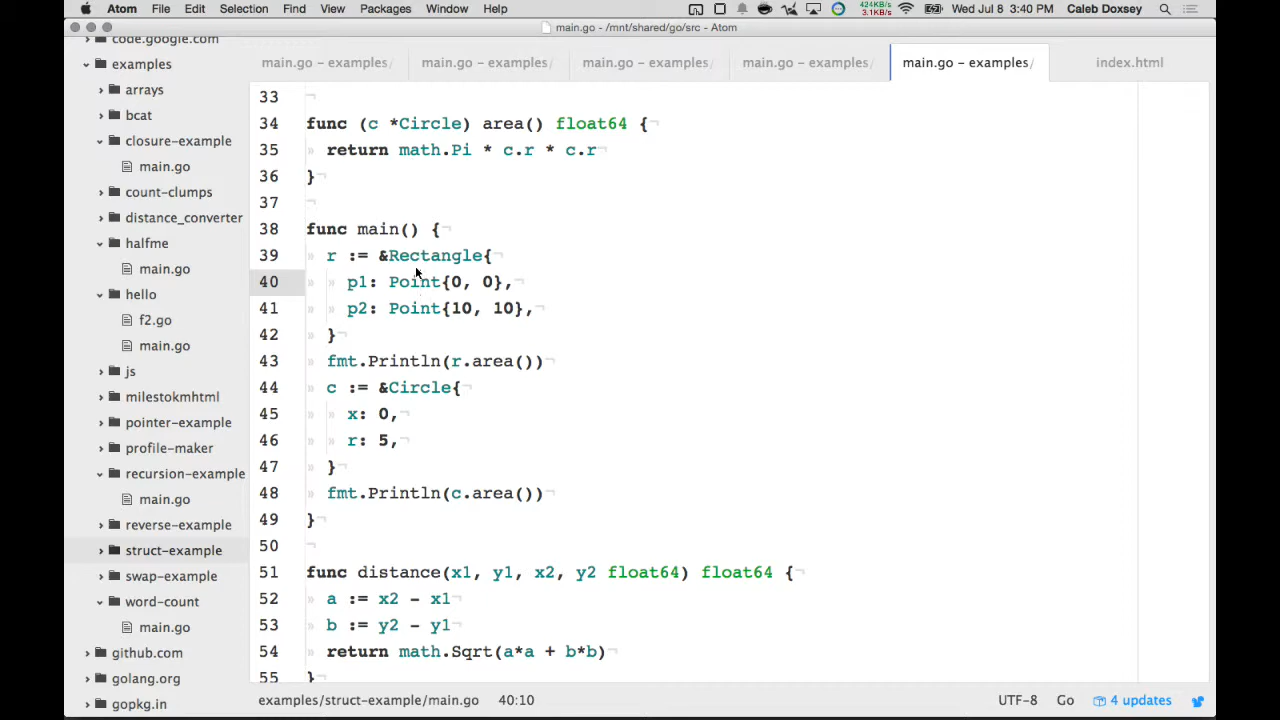 Atom File Edit Selection Find View Packages Window Help 424KB/s 3.1KB/s Wed Jul 8 3:40 PM Caleb Doxsey
main.go - /mnt/shared/go/src - Atom
main.go – examples/ main.go – examples/ main.go – examples/ main.go – examples/ main.go – examples/ index.html
code.google.com
examples
arrays
bcat
closure-example
main.go
count-clumps
distance_converter
halfme
main.go
hello
f2.go
main.go
js
milestokmhtml
pointer-example
profile-maker
recursion-example
main.go
reverse-example
struct-example
swap-example
word-count
main.go
github.com
golang.org
gopkg.in
33
34 func (c *Circle) area() float64 {
35 return math.Pi * c.r * c.r
36 }
37
38 func main() {
39 r := &Rectangle{
40 p1: Point{0, 0},
41 p2: Point{10, 10},
42 }
43 fmt.Println(r.area())
44 c := &Circle{
45 x: 0,
46 r: 5,
47 }
48 fmt.Println(c.area())
49 }
50
51 func distance(x1, y1, x2, y2 float64) float64 {
52 a := x2 - x1
53 b := y2 - y1
54 return math.Sqrt(a*a + b*b)
55 }
examples/struct-example/main.go 40:10 UTF-8 Go 4 updates